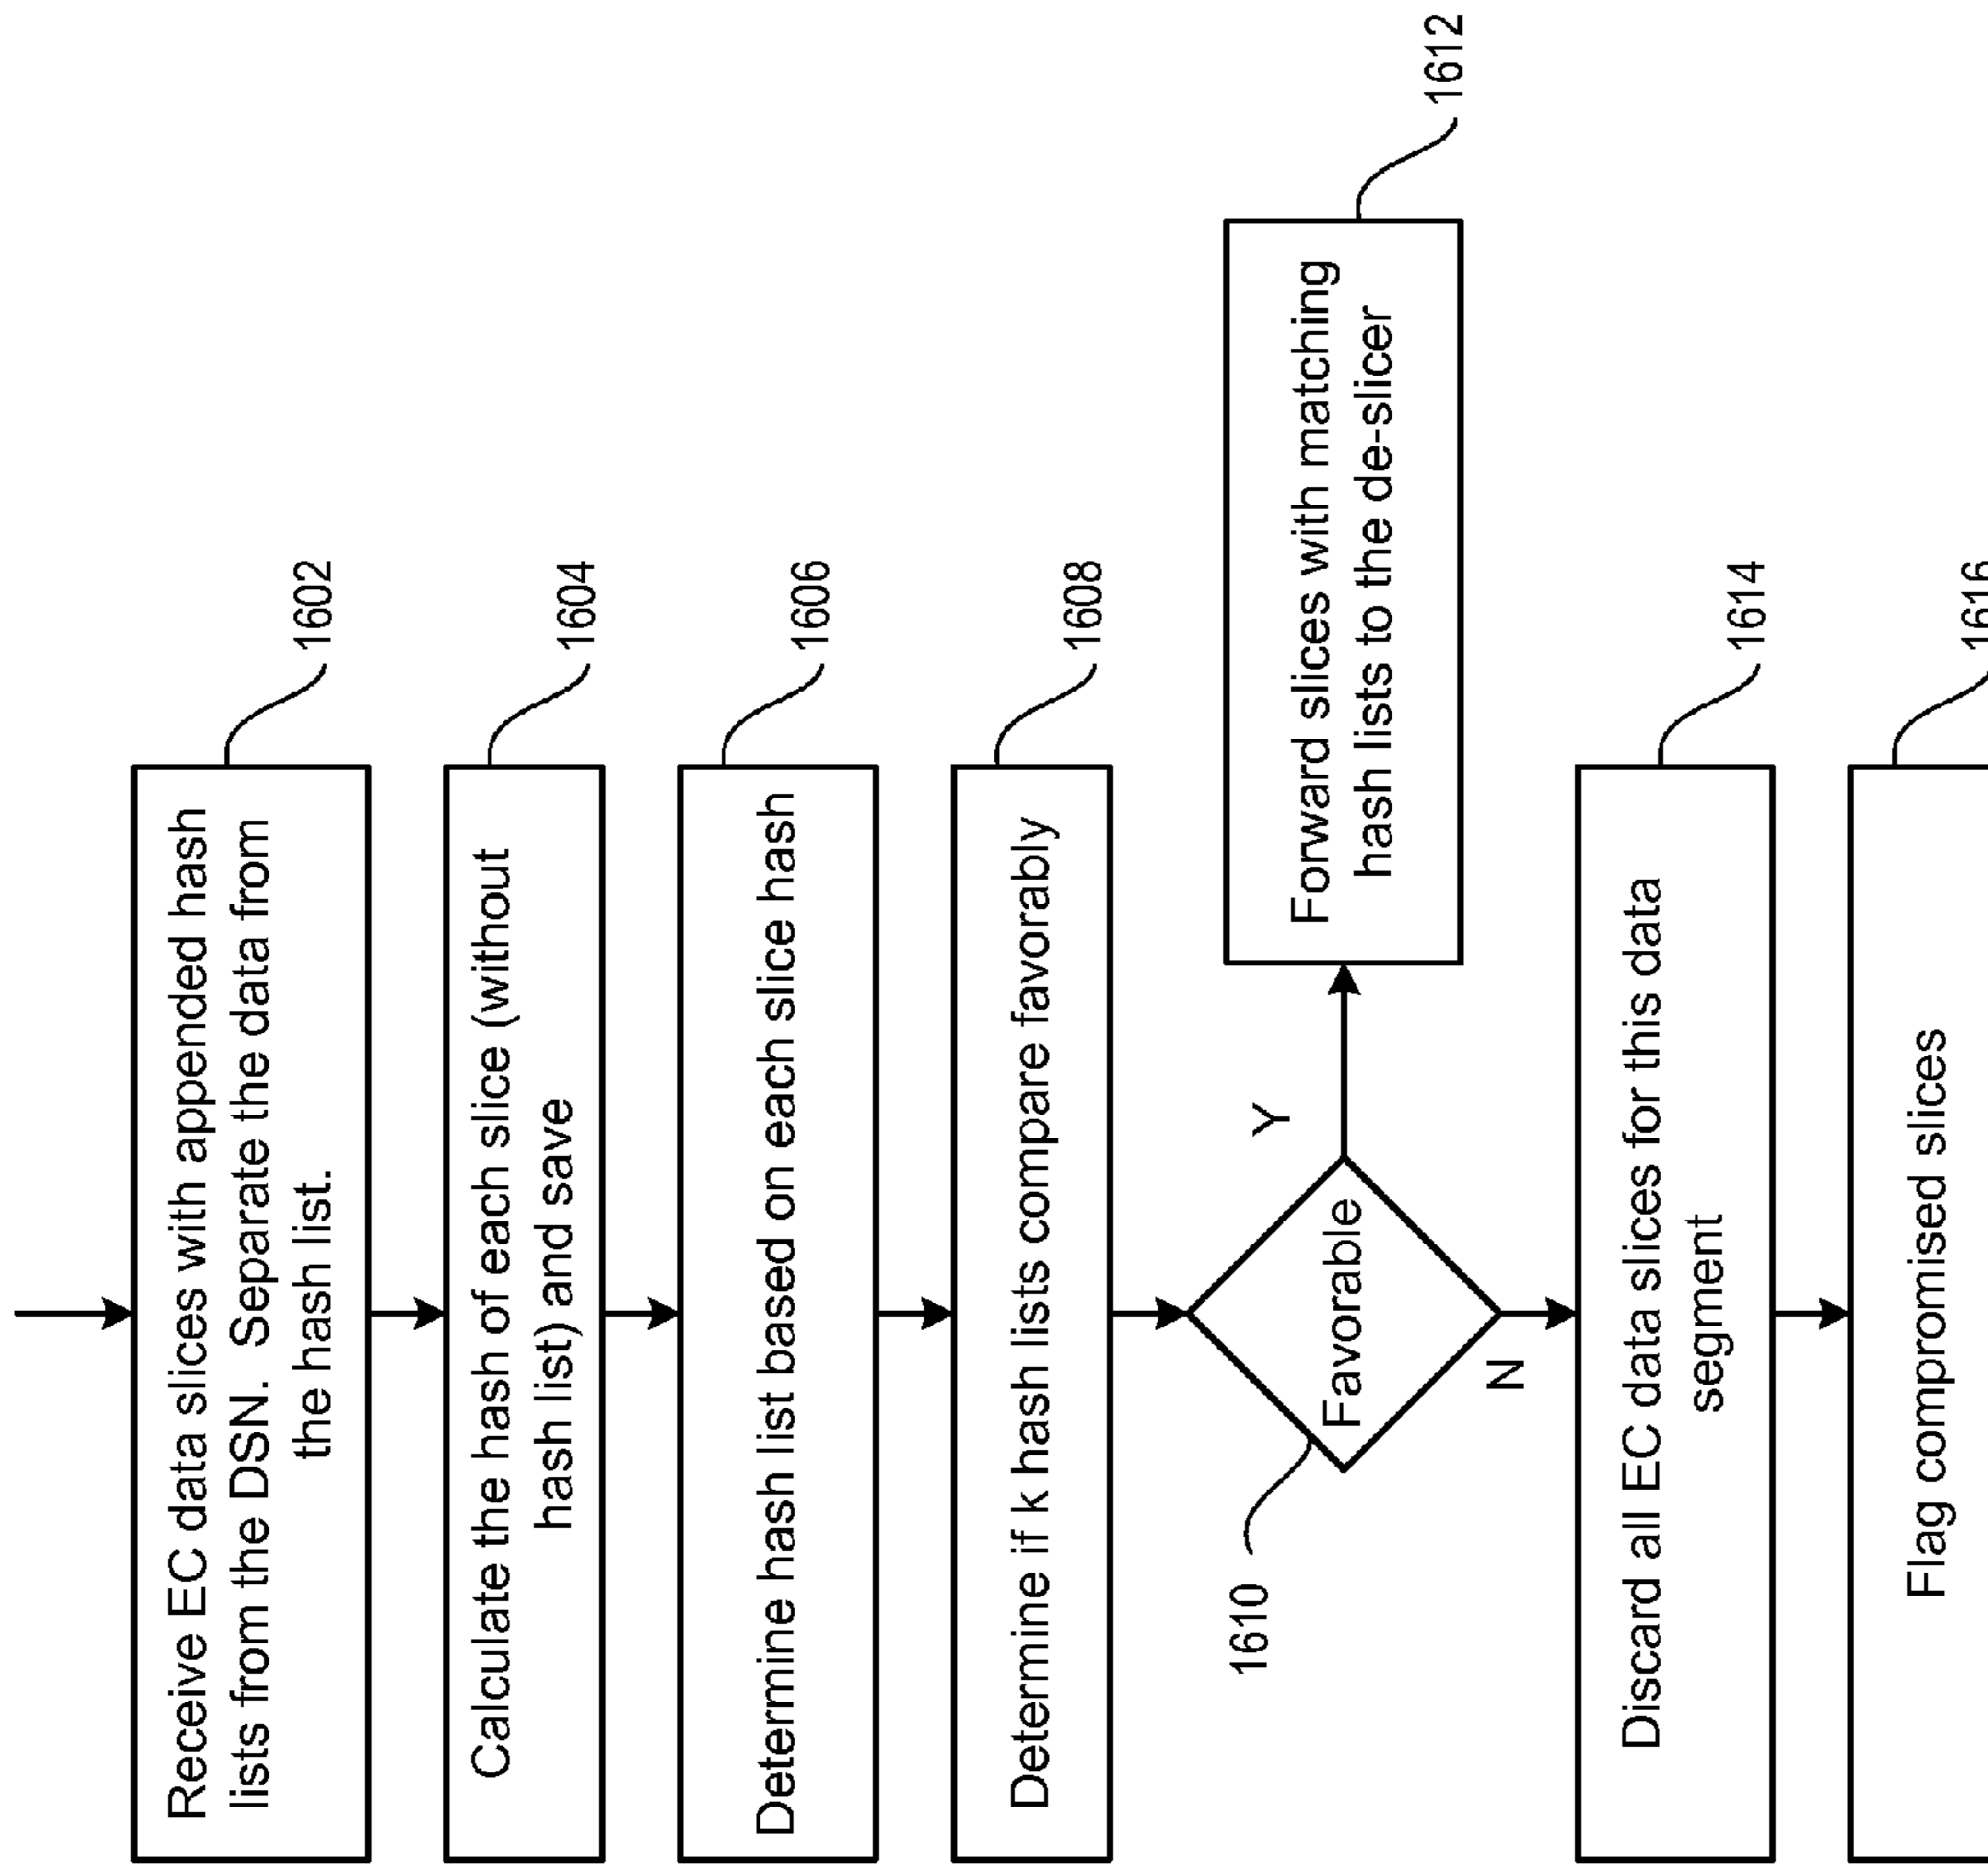 Receive EC data slices with appended hash
lists from the DSN.  Separate the data from
the hash list.
1602
Calculate the hash of each slice (without
hash list) and save
1604
Determine hash list based on each slice hash
1606
Determine if k hash lists compare favorably
1608
1610
Favorable
Y
N
Forward slices with matching
hash lists to the de-slicer
1612
Discard all EC data slices for this data
segment
1614
Flag compromised slices
1616